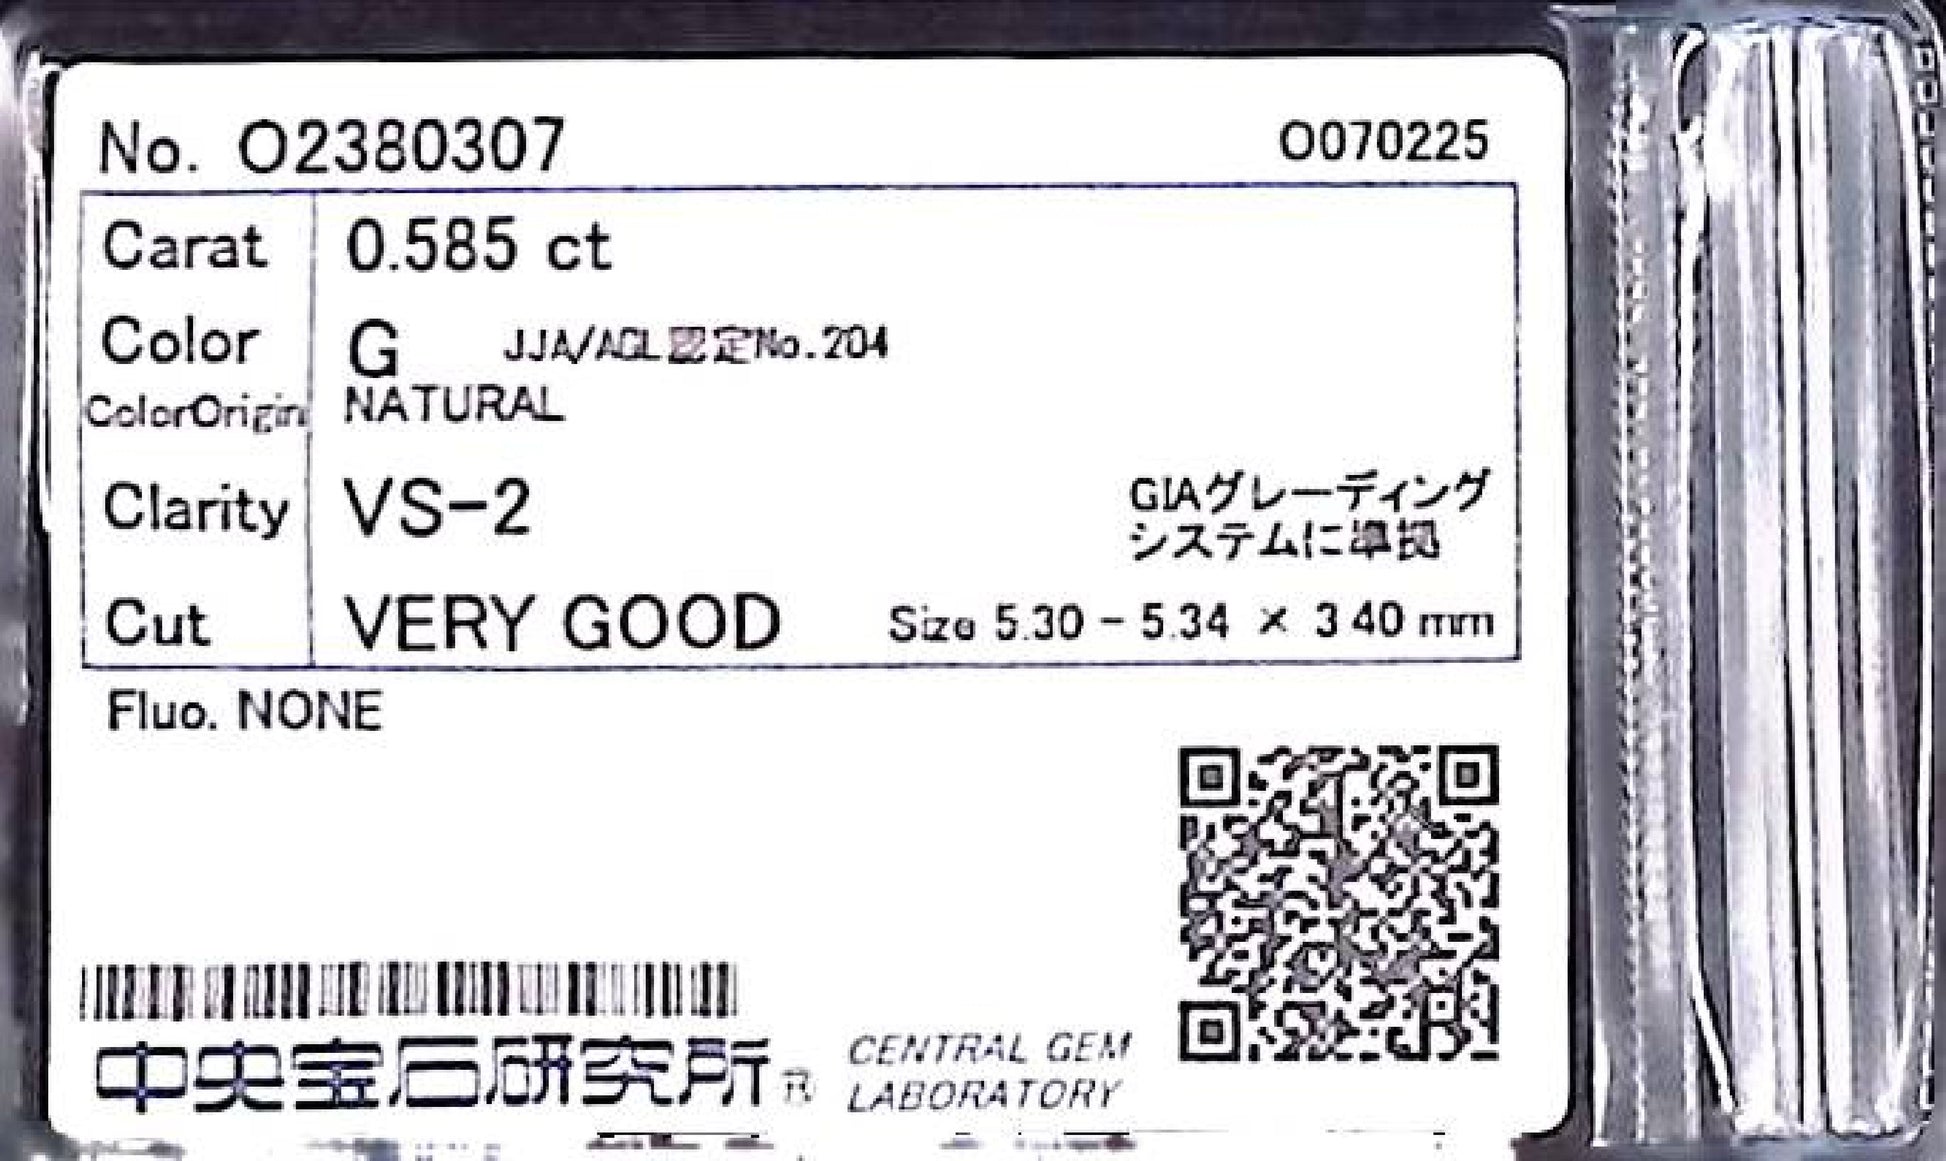 No. O2380307 O070225
Carat 0.585 ct
Color G JJA/AGL認定No.204
ColorOrigin NATURAL
Clarity VS-2 GIAグレーディング
システムに準拠
Cut VERY GOOD Size 5.30 - 5.34 × 3.40 mm
Fluo. NONE
中央宝石研究所® CENTRAL GEM
LABORATORY